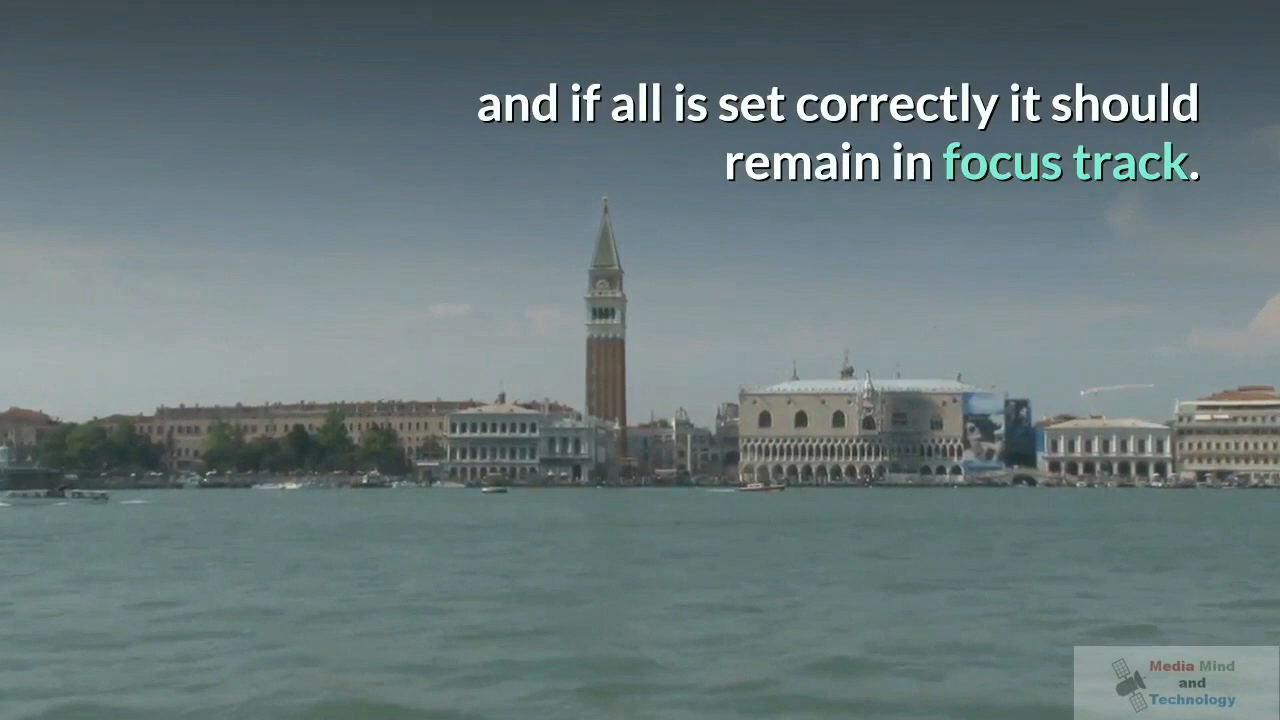 and if all is set correctly it should
remain in focus track.
Media Mind
and
Technology